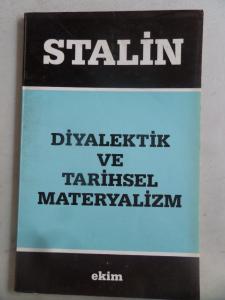 STALİN
DİYALEKTİK
VE
TARİHSEL
MATERYALİZM
ekim